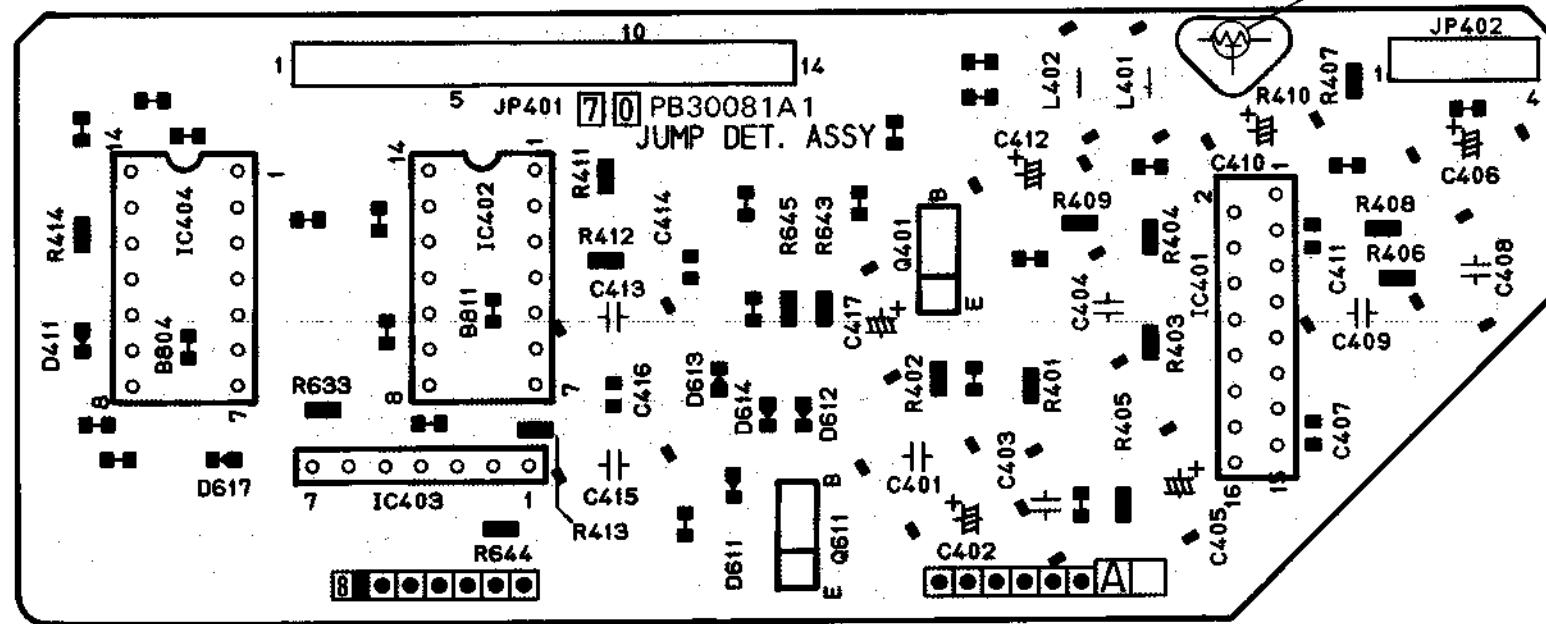 10
JP402
1
14
1
4
5
JP401
7 0 PB30081A1
JUMP DET. ASSY
L402
L401
R407
R410
C412
C410
C406
14
1
IC404
R414
14
1
IC402
R411
R412
C414
C413
R645
R643
B
Q401
E
R409
R404
2
1
IC401
R408
R406
C411
C408
C409
D411
B804
B811
C417
C404
R403
8
7
R633
8
7
C416
D613
D614
D612
R402
R401
R405
C407
D617
7
IC403
1
C415
R413
R644
D611
B
Q611
E
C401
C403
C402
C405
16
15
8
A